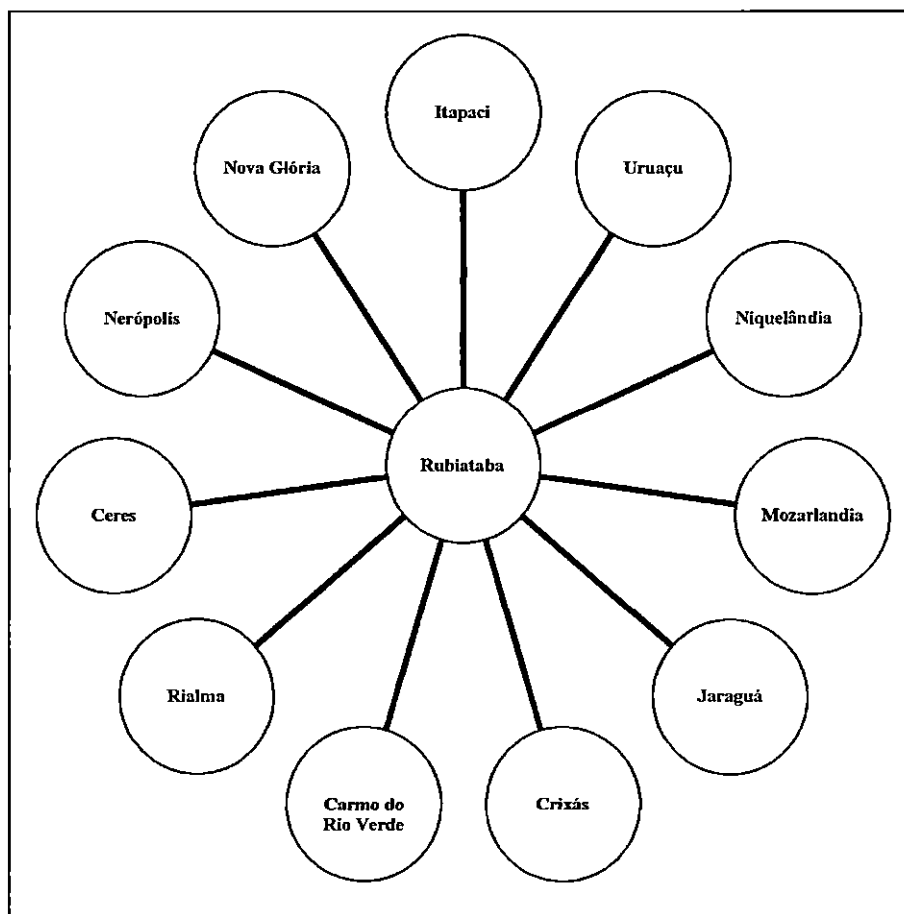 Itapaci
Nova Glória
Uruaçu
Nerópolis
Niquelândia
Rubiataba
Ceres
Mozarlandia
Rialma
Jaraguá
Carmo do
Rio Verde
Crixás